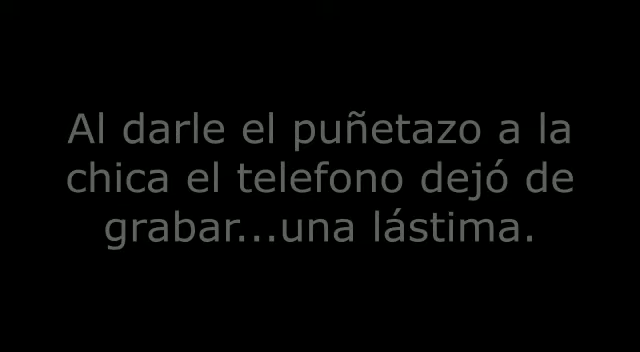 Al darle el puñetazo a la
chica el telefono dejó de
grabar...una lástima.